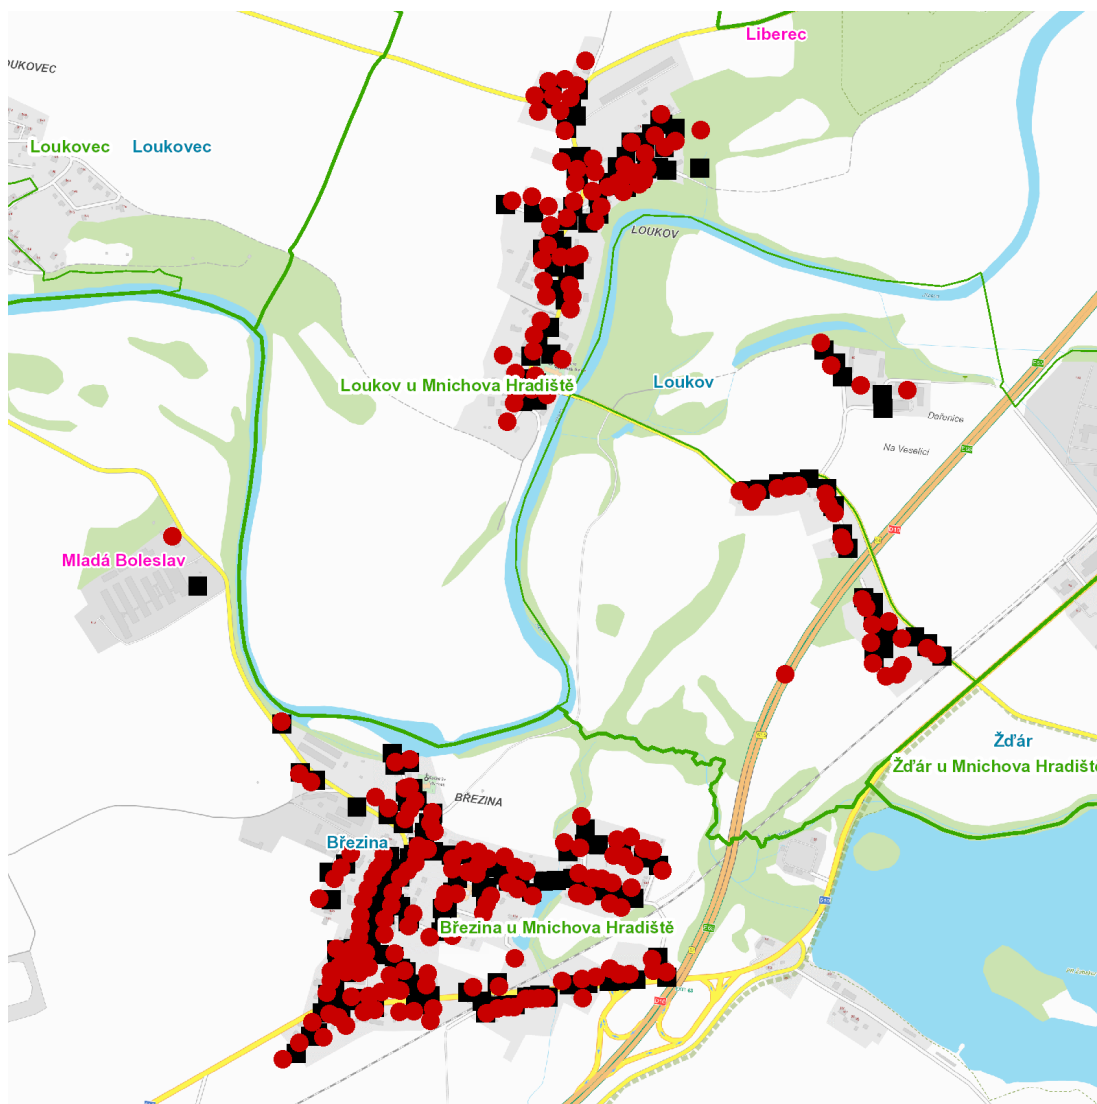 Liberec
LOUKOVEC
Loukovec
Loukovec
LOUKOV
Loukov u Mnichova Hradiště
Loukov
Dařonice
Na Veselici
Mladá Boleslav
Žďár
Žďár u Mnichova Hradiště
BŘEZINA
Březina
Březina u Mnichova Hradiště